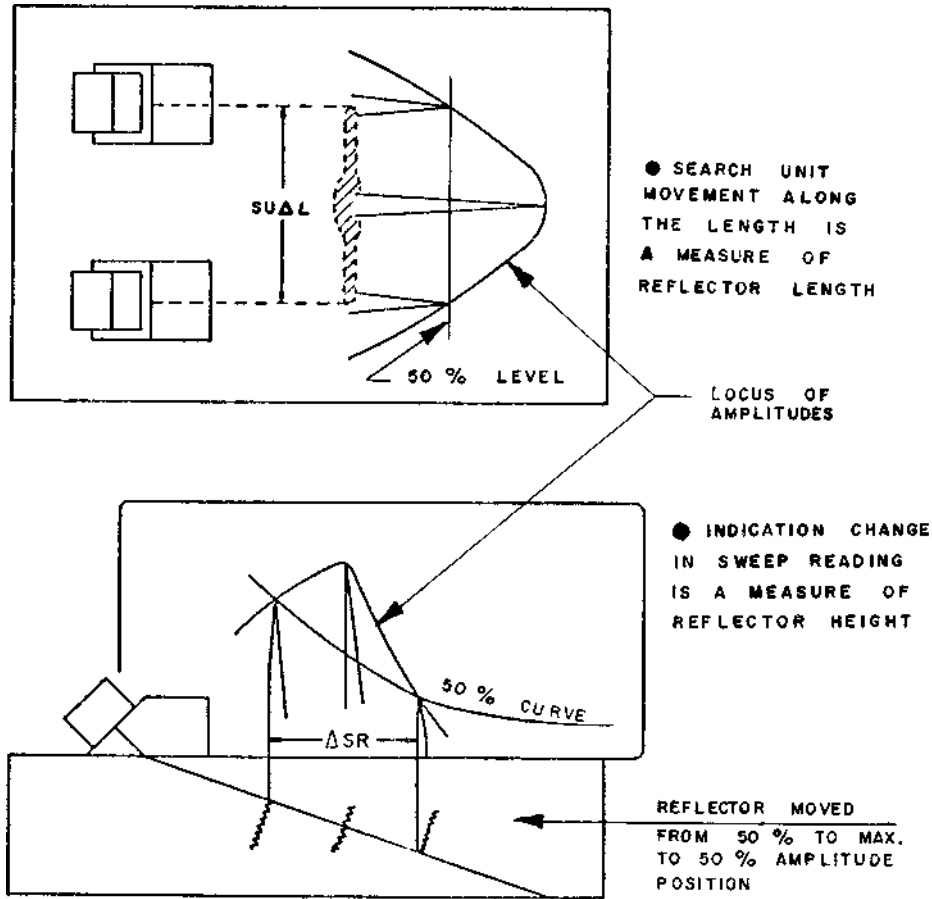 ● SEARCH UNIT
MOVEMENT ALONG
THE LENGTH IS
A MEASURE OF
REFLECTOR LENGTH
SU Δ L
50 % LEVEL
LOCUS OF
AMPLITUDES
● INDICATION CHANGE
IN SWEEP READING
IS A MEASURE OF
REFLECTOR HEIGHT
50 % CURVE
Δ SR
REFLECTOR MOVED
FROM 50 % TO MAX.
TO 50 % AMPLITUDE
POSITION